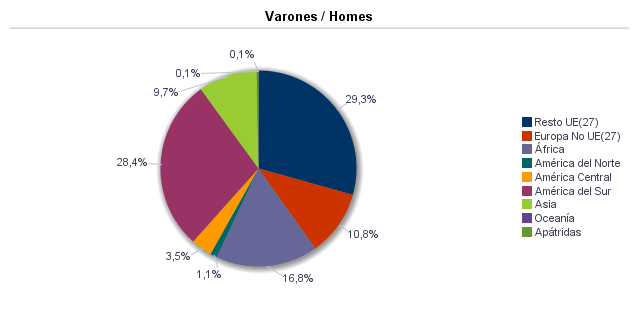 Varones / Homes
0,1%
0,1%
9,7%
29,3%
28,4%
10,8%
3,5%
1,1%
16,8%
Resto UE(27)
Europa No UE(27)
África
América del Norte
América Central
América del Sur
Asia
Oceanía
Apátridas